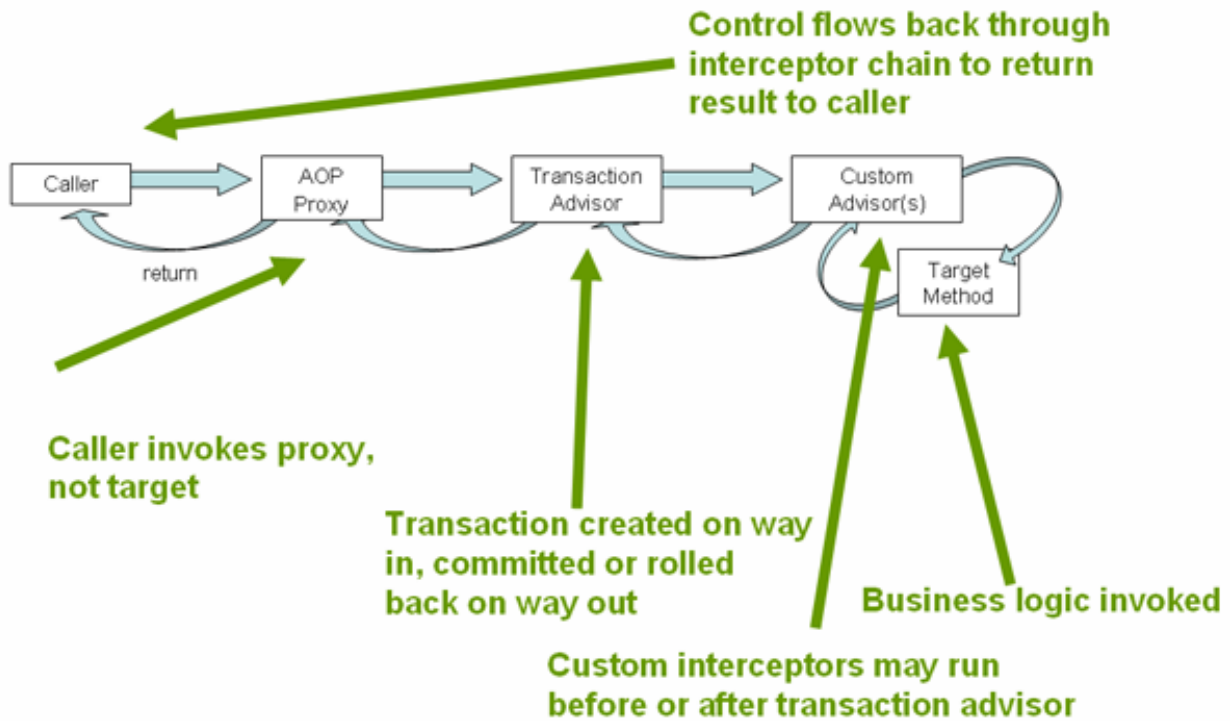 Control flows back through
interceptor chain to return
result to caller
Caller
AOP
Proxy
Transaction
Advisor
Custom
Advisor(s)
return
Target
Method
Caller invokes proxy,
not target
Transaction created on way
in, committed or rolled
back on way out
Business logic invoked
Custom interceptors may run
before or after transaction advisor